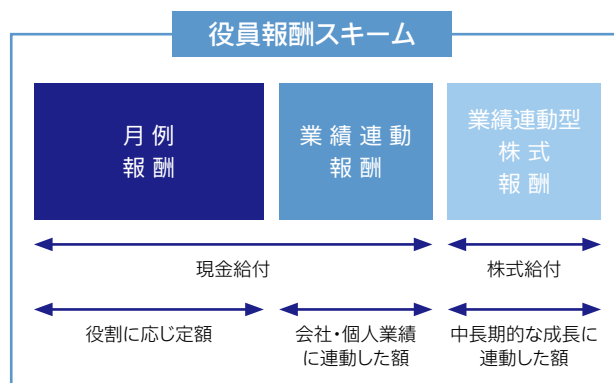 役員報酬スキーム
月例
報酬
業績連動
報酬
業績連動型
株式
報酬
現金給付
株式給付
役割に応じ定額
会社・個人業績
に連動した額
中長期的な成長に
連動した額